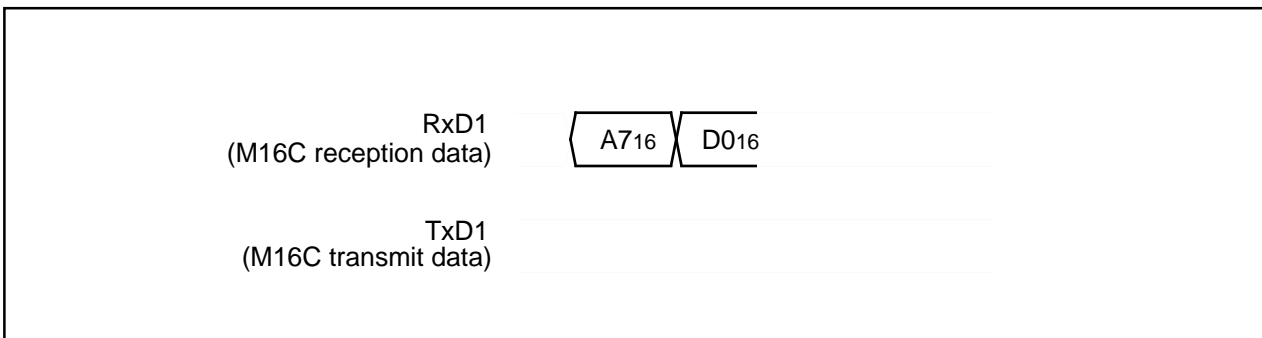 RxD1
(M16C reception data)
A716 D016
TxD1
(M16C transmit data)